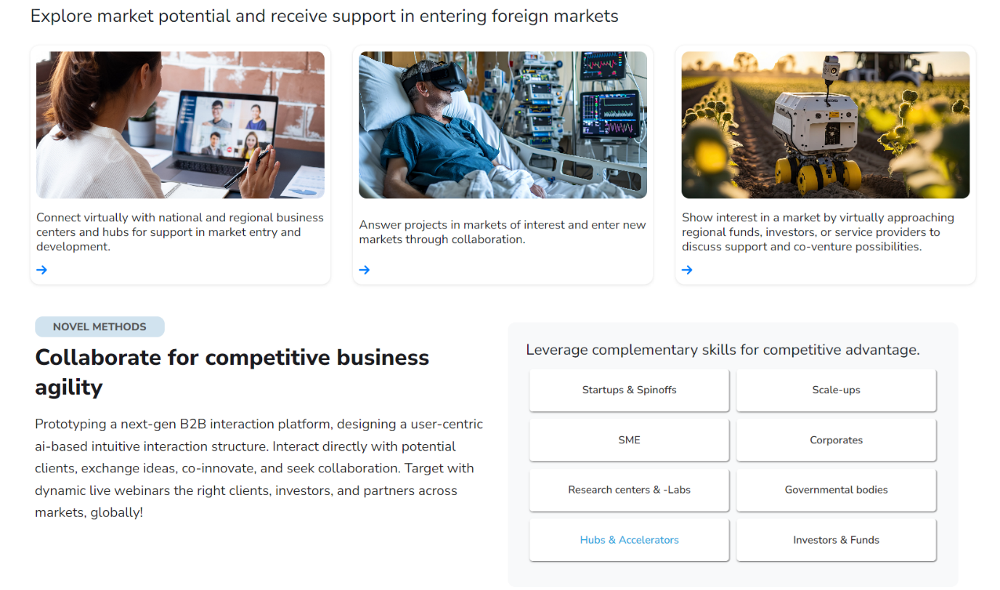 Explore market potential and receive support in entering foreign markets
Connect virtually with national and regional business
centers and hubs for support in market entry and
development.
Answer projects in markets of interest and enter new
markets through collaboration.
Show interest in a market by virtually approaching
regional funds, investors, or service providers to
discuss support and co-venture possibilities.
NOVEL METHODS
Collaborate for competitive business
agility
Prototyping a next-gen B2B interaction platform, designing a user-centric
ai-based intuitive interaction structure. Interact directly with potential
clients, exchange ideas, co-innovate, and seek collaboration. Target with
dynamic live webinars the right clients, investors, and partners across
markets, globally!
Leverage complementary skills for competitive advantage.
Startups & Spinoffs
Scale-ups
SME
Corporates
Research centers & -Labs
Governmental bodies
Hubs & Accelerators
Investors & Funds